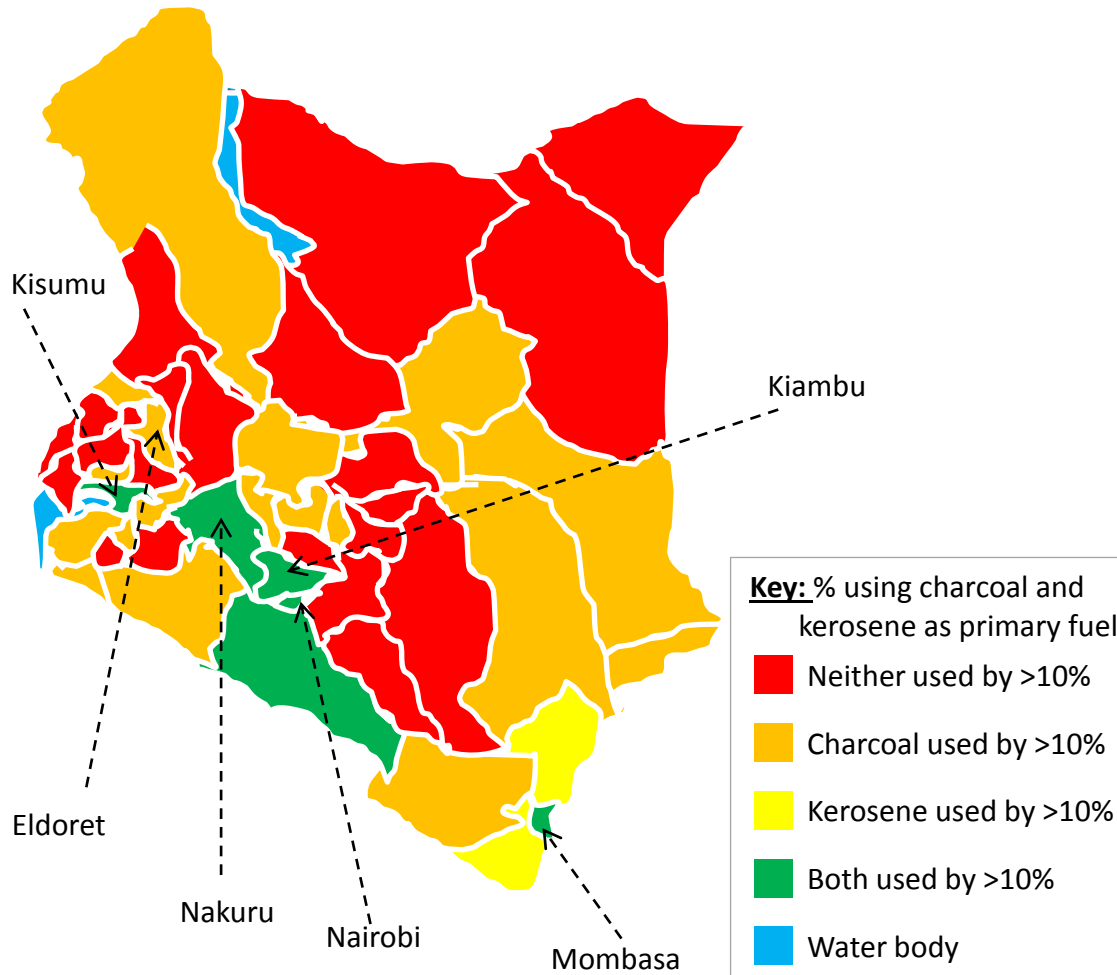 Kisumu
Kiambu
Key: % using charcoal and
kerosene as primary fuel
Neither used by >10%
Charcoal used by >10%
Kerosene used by >10%
Both used by >10%
Water body
Eldoret
Nakuru
Nairobi
Mombasa